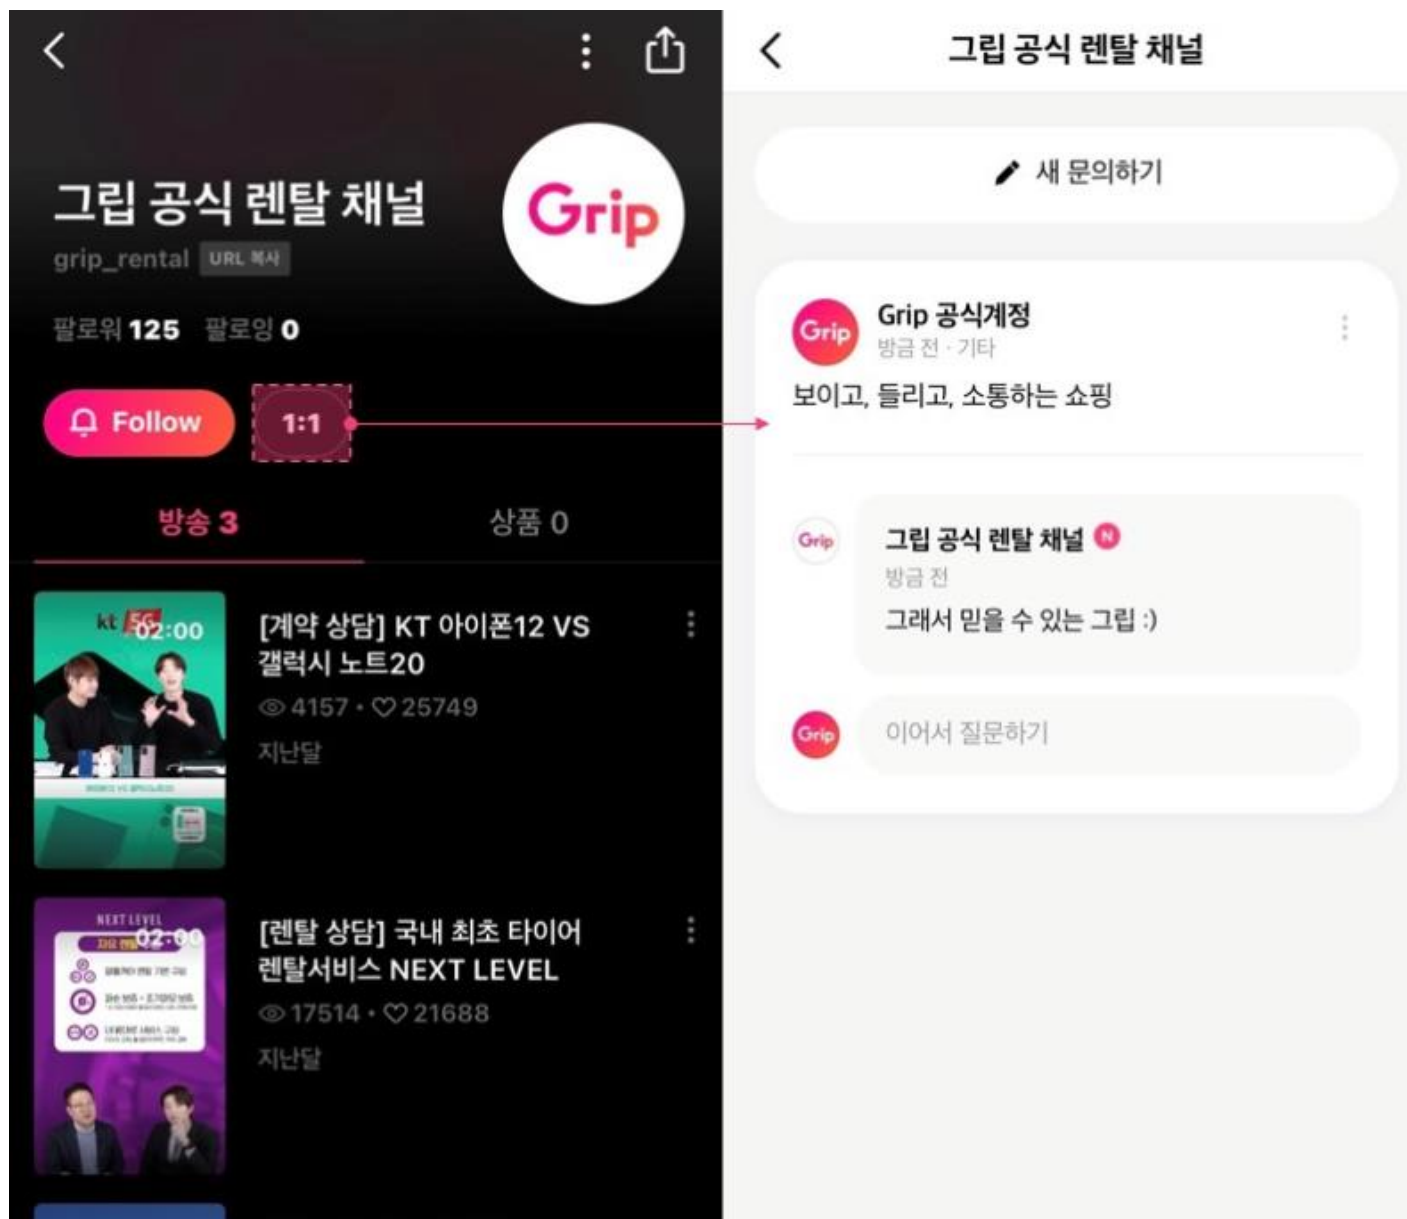 그립 공식 렌탈 채널
grip_rental URL 복사
Grip
팔로워 125 팔로잉 0
Follow
1:1
방송 3
상품 0
kt 5G
02:00
[계약 상담] KT 아이폰12 VS
갤럭시 노트20
4157 • 25749
지난달
NEXT LEVEL
02:00
[렌탈 상담] 국내 최초 타이어
렌탈서비스 NEXT LEVEL
17514 • 21688
지난달
그립 공식 렌탈 채널
새 문의하기
Grip
Grip 공식계정
방금 전 · 기타
보이고, 들리고, 소통하는 쇼핑
Grip
그립 공식 렌탈 채널 N
방금 전
그래서 믿을 수 있는 그립 :)
Grip
이어서 질문하기